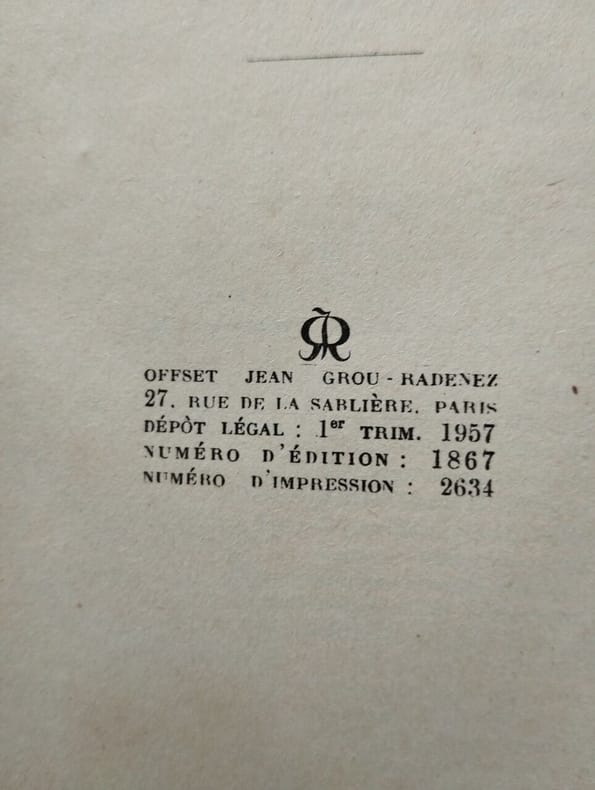 OFFSET JEAN GROU-RADENEZ
27, RUE DE LA SABLIÈRE, PARIS
DÉPÔT LÉGAL : 1er TRIM. 1957
NUMÉRO D'ÉDITION : 1867
NUMÉRO D'IMPRESSION : 2634